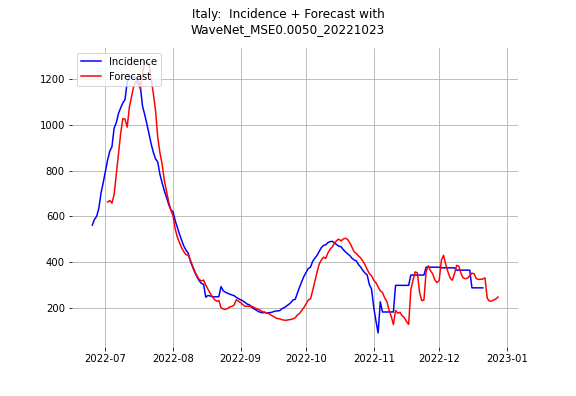 Italy:  Incidence + Forecast with
WaveNet_MSE0.0050_20221023
Incidence
Forecast
1200
1000
800
600
400
200
2022-07 2022-08 2022-09 2022-10 2022-11 2022-12 2023-01